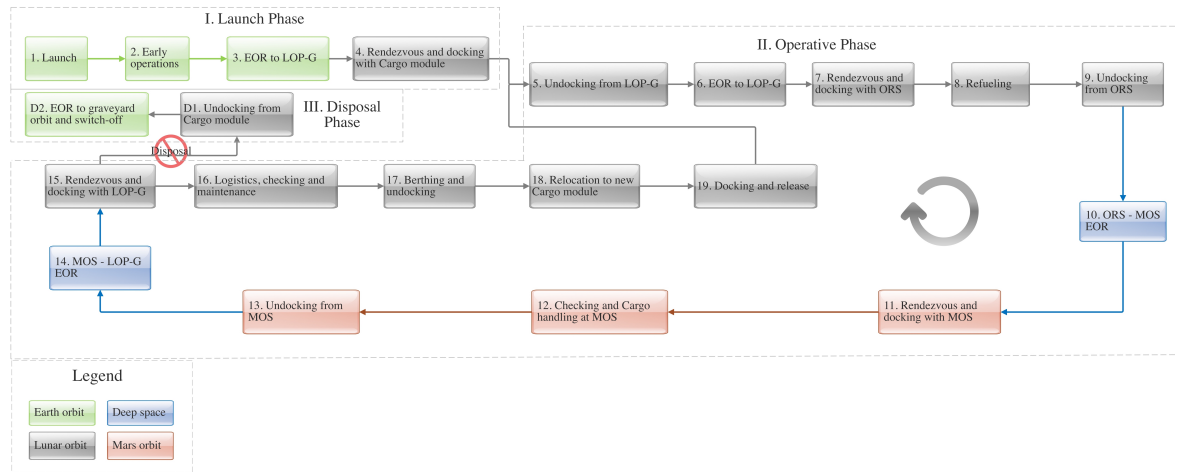 I. Launch Phase
1. Launch
2. Early
operations
3. EOR to LOP-G
4. Rendezvous and docking
with Cargo module
II. Operative Phase
5. Undocking from LOP-G
6. EOR to LOP-G
7. Rendezvous and
docking with ORS
8. Refueling
9. Undocking
from ORS
D2. EOR to graveyard
orbit and switch-off
D1. Undocking from
Cargo module
III. Disposal
Phase
Disposal
15. Rendezvous and
docking with LOP-G
16. Logistics, checking and
maintenance
17. Berthing and
undocking
18. Relocation to new
Cargo module
19. Docking and release
10. ORS - MOS
EOR
14. MOS - LOP-G
EOR
13. Undocking from
MOS
12. Checking and Cargo
handling at MOS
11. Rendezvous and
docking with MOS
Legend
Earth orbit
Deep space
Lunar orbit
Mars orbit